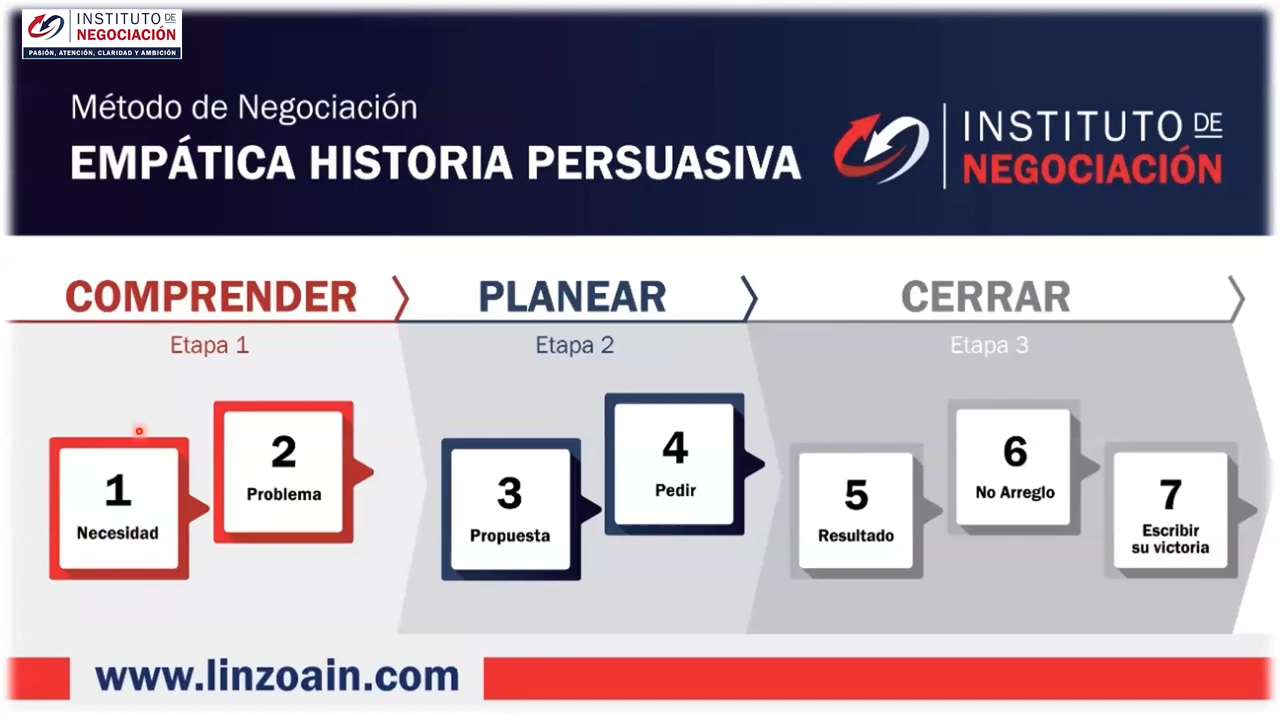 INSTITUTO DE
NEGOCIACIÓN
PASIÓN, ATENCIÓN, CLARIDAD Y AMBICIÓN
Método de Negociación
EMPÁTICA HISTORIA PERSUASIVA
INSTITUTO DE
NEGOCIACIÓN
COMPRENDER
PLANEAR
CERRAR
Etapa 1
Etapa 2
Etapa 3
1
Necesidad
2
Problema
3
Propuesta
4
Pedir
5
Resultado
6
No Arreglo
7
Escribir
su victoria
www.linzoain.com